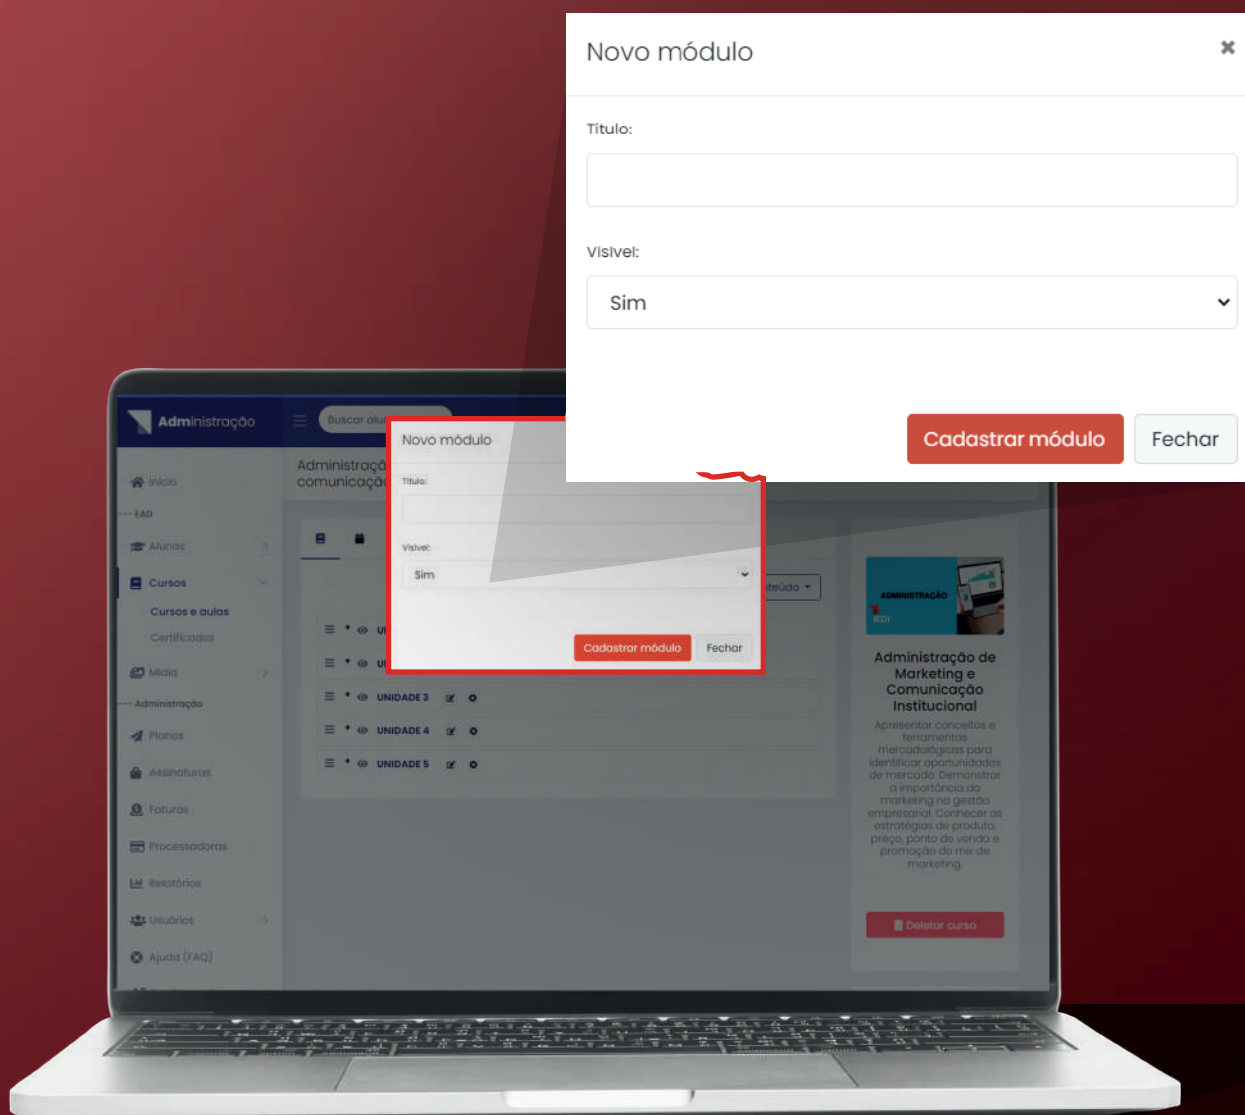 Novo módulo
Título:
Visível:
Sim
Cadastrar módulo
Fechar
Administração
Buscar alu
Início
--- EAD
Alunos
Cursos
Cursos e aulas
Certificados
Mídia
--- Administração
Planos
Assinaturas
Faturas
Processadoras
Relatórios
Usuários
Ajuda (FAQ)
Administraçã
comunicaçã
Novo módulo
Título:
Visível:
Sim
Cadastrar módulo
Fechar
teúdo
UNIDADE 3
UNIDADE 4
UNIDADE 5
ADMINISTRAÇÃO
IEDI
Administração de
Marketing e
Comunicação
Institucional
Apresentar conceitos e
ferramentas
mercadológicas para
identificar oportunidades
de mercado. Demonstrar
a importância do
marketing na gestão
empresarial. Conhecer as
estratégias de produto,
preço, ponto de venda e
promoção do mix de
marketing.
Deletar curso